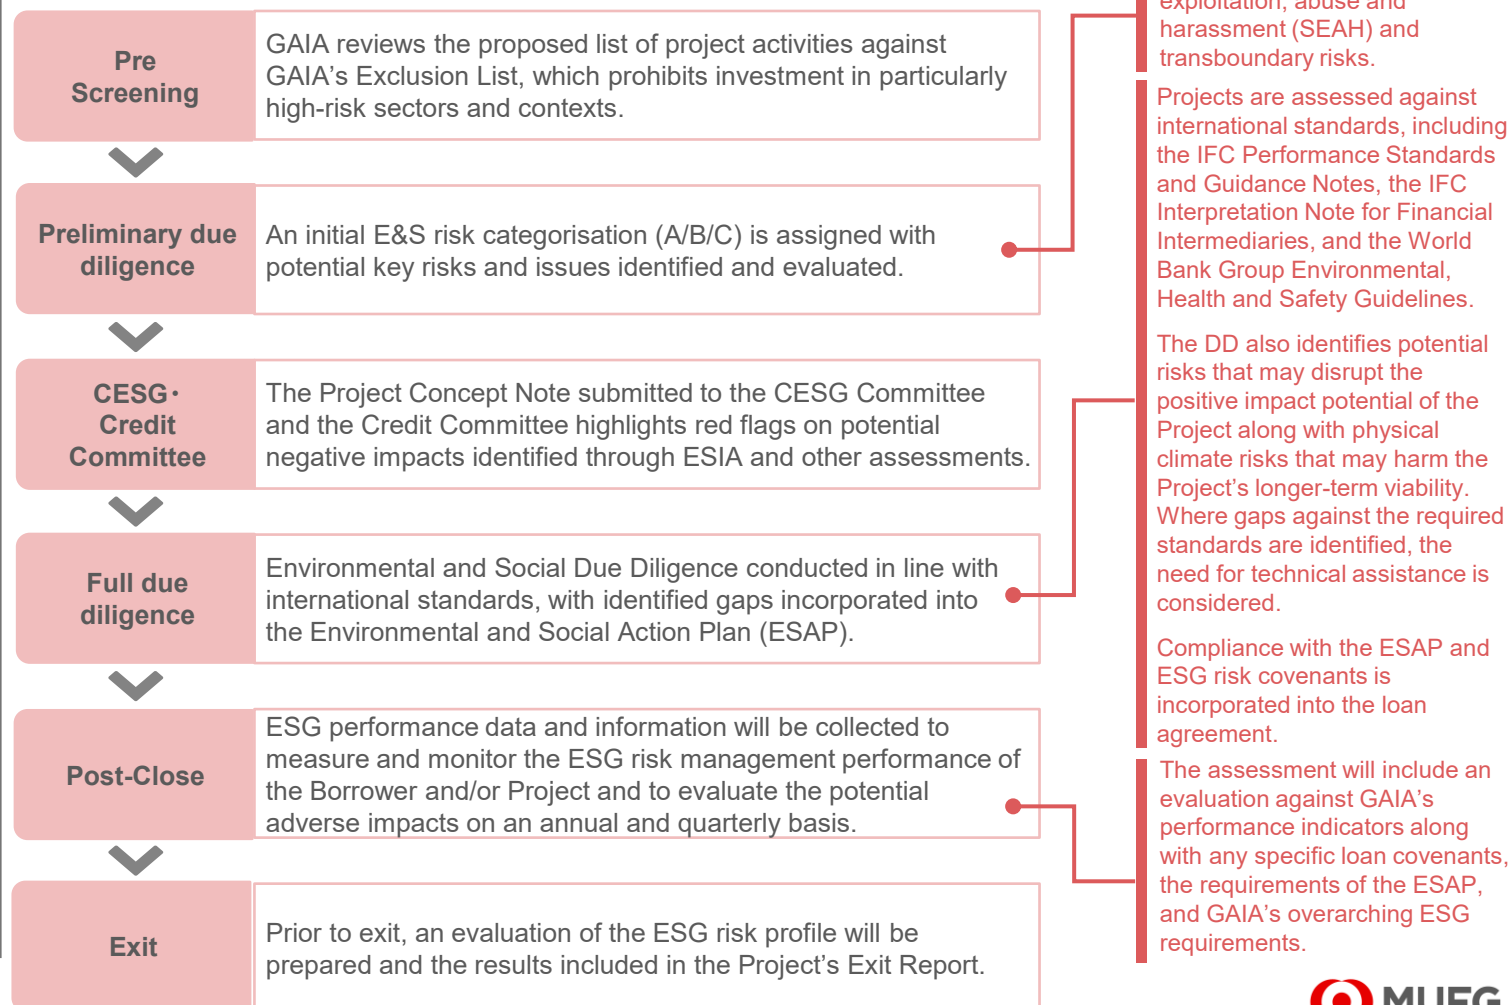 Pre
Screening
GAIA reviews the proposed list of project activities against
GAIA's Exclusion List, which prohibits investment in particularly
high-risk sectors and contexts.
Preliminary due
diligence
An initial E&S risk categorisation (A/B/C) is assigned with
potential key risks and issues identified and evaluated.
CESG・
Credit
Committee
The Project Concept Note submitted to the CESG Committee
and the Credit Committee highlights red flags on potential
negative impacts identified through ESIA and other assessments.
Full due
diligence
Environmental and Social Due Diligence conducted in line with
international standards, with identified gaps incorporated into
the Environmental and Social Action Plan (ESAP).
Post-Close
ESG performance data and information will be collected to
measure and monitor the ESG risk management performance of
the Borrower and/or Project and to evaluate the potential
adverse impacts on an annual and quarterly basis.
Exit
Prior to exit, an evaluation of the ESG risk profile will be
prepared and the results included in the Project's Exit Report.
exploitation, abuse and
harassment (SEAH) and
transboundary risks.
Projects are assessed against
international standards, including
the IFC Performance Standards
and Guidance Notes, the IFC
Interpretation Note for Financial
Intermediaries, and the World
Bank Group Environmental,
Health and Safety Guidelines.
The DD also identifies potential
risks that may disrupt the
positive impact potential of the
Project along with physical
climate risks that may harm the
Project's longer-term viability.
Where gaps against the required
standards are identified, the
need for technical assistance is
considered.
Compliance with the ESAP and
ESG risk covenants is
incorporated into the loan
agreement.
The assessment will include an
evaluation against GAIA's
performance indicators along
with any specific loan covenants,
the requirements of the ESAP,
and GAIA's overarching ESG
requirements.
MUFG